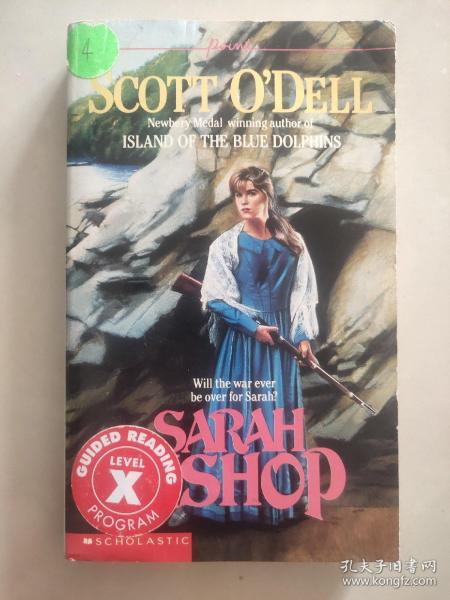 4
Point
SCOTT O'DELL
Newbery Medal winning author of
ISLAND OF THE BLUE DOLPHINS
Will the war ever
be over for Sarah?
SARAH
SHOP
GUIDED READING
LEVEL
X
PROGRAM
SCHOLASTIC
孔夫子旧书网
www.kongfz.com